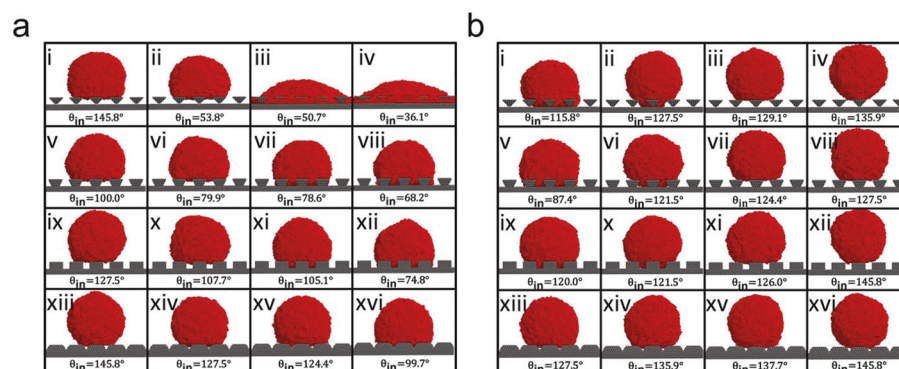 a
b
i ii iii iv
θin=145.8° θin=53.8° θin=50.7° θin=36.1°
v vi vii viii
θin=100.0° θin=79.9° θin=78.6° θin=68.2°
ix x xi xii
θin=127.5° θin=107.7° θin=105.1° θin=74.8°
xiii xiv xv xvi
θin=145.8° θin=127.5° θin=124.4° θin=99.7°
i ii iii iv
θin=115.8° θin=127.5° θin=129.1° θin=135.9°
v vi vii viii
θin=87.4° θin=121.5° θin=124.4° θin=127.5°
ix x xi xii
θin=120.0° θin=121.5° θin=126.0° θin=145.8°
xiii xiv xv xvi
θin=127.5° θin=135.9° θin=137.7° θin=145.8°